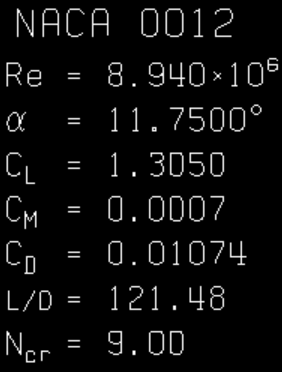 NACA 0012
Re = 8.940×10⁶
α = 11.7500°
C_L = 1.3050
C_M = 0.0007
C_D = 0.01074
L/D = 121.48
N_cr = 9.00